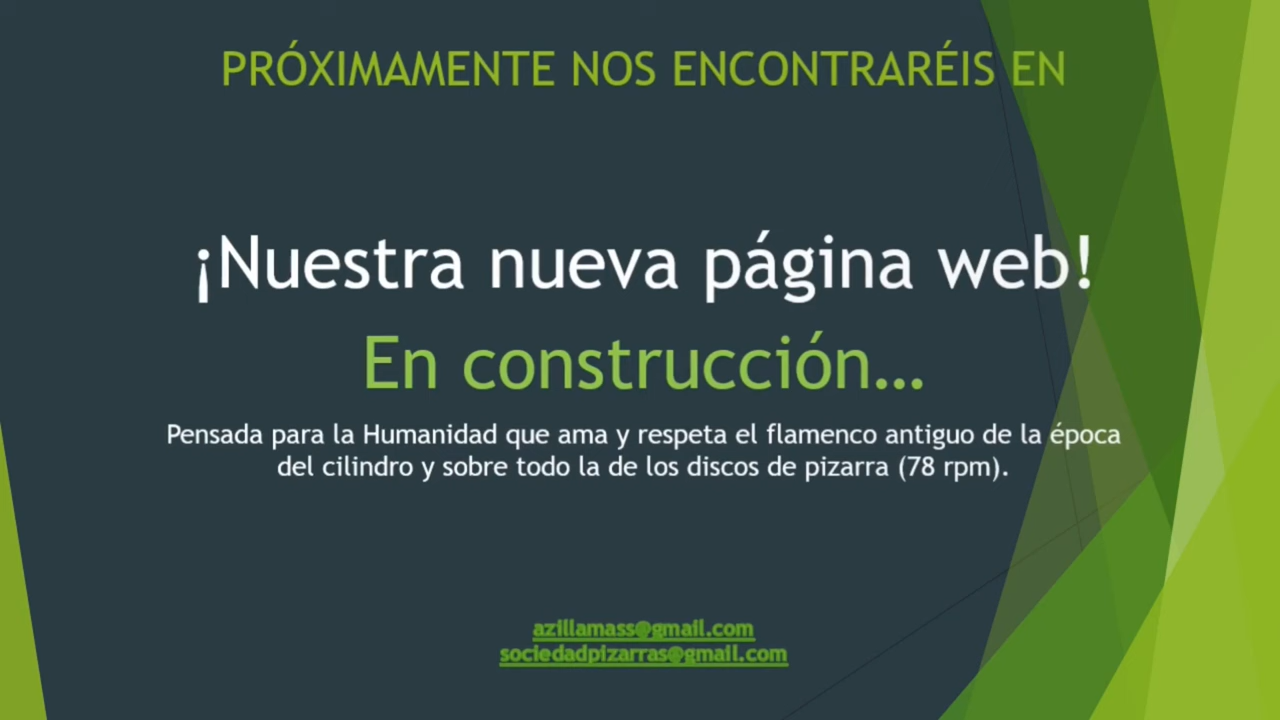 PRÓXIMAMENTE NOS ENCONTRARÉIS EN
¡Nuestra nueva página web!
En construcción...
Pensada para la Humanidad que ama y respeta el flamenco antiguo de la época
del cilindro y sobre todo la de los discos de pizarra (78 rpm).
azillamass@gmail.com
sociedadpizarras@gmail.com